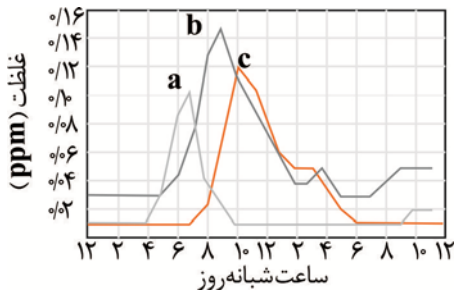 غلظت (ppm)
۰/۱۶
۰/۱۴
۰/۱۲
۰/۱۰
۰/۰۸
۰/۰۶
۰/۰۴
۰/۰۲
a
b
c
۱۲ ۲ ۴ ۶ ۸ ۱۰ ۱۲ ۲ ۴ ۶ ۸ ۱۰ ۱۲
ساعت شبانه‌روز